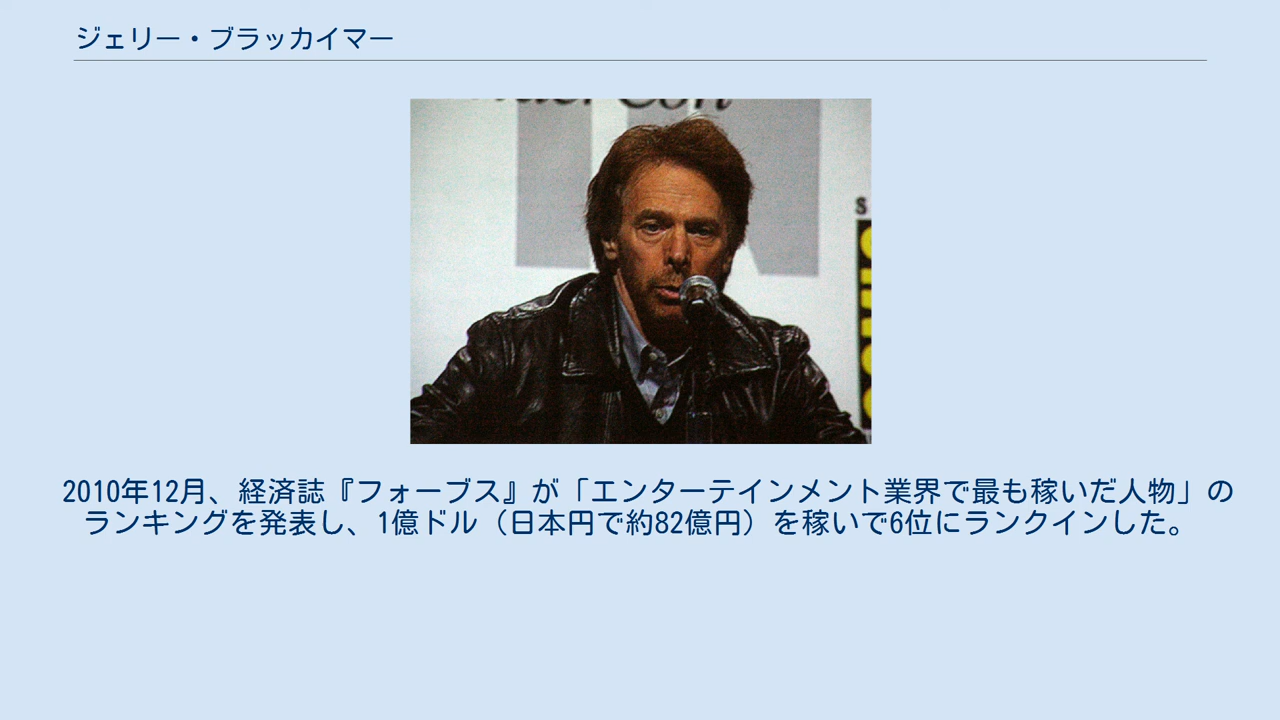 ジェリー・ブラッカイマー
Con
S
2010年12月、経済誌『フォーブス』が「エンターテインメント業界で最も稼いだ人物」の
ランキングを発表し、1億ドル（日本円で約82億円）を稼いで6位にランクインした。